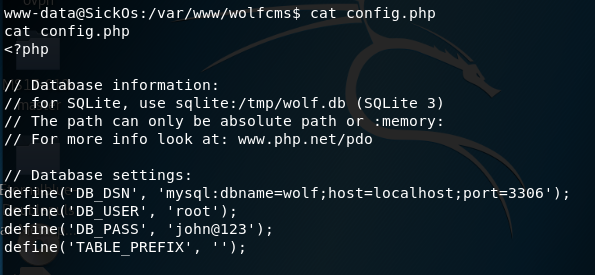 www-data@SickOs:/var/www/wolfcms$ cat config.php
cat config.php
<?php
// Database information:
// for SQLite, use sqlite:/tmp/wolf.db (SQLite 3)
// The path can only be absolute path or :memory:
// For more info look at: www.php.net/pdo
// Database settings:
define('DB_DSN', 'mysql:dbname=wolf;host=localhost;port=3306');
define('DB_USER', 'root');
define('DB_PASS', 'john@123');
define('TABLE_PREFIX', '');